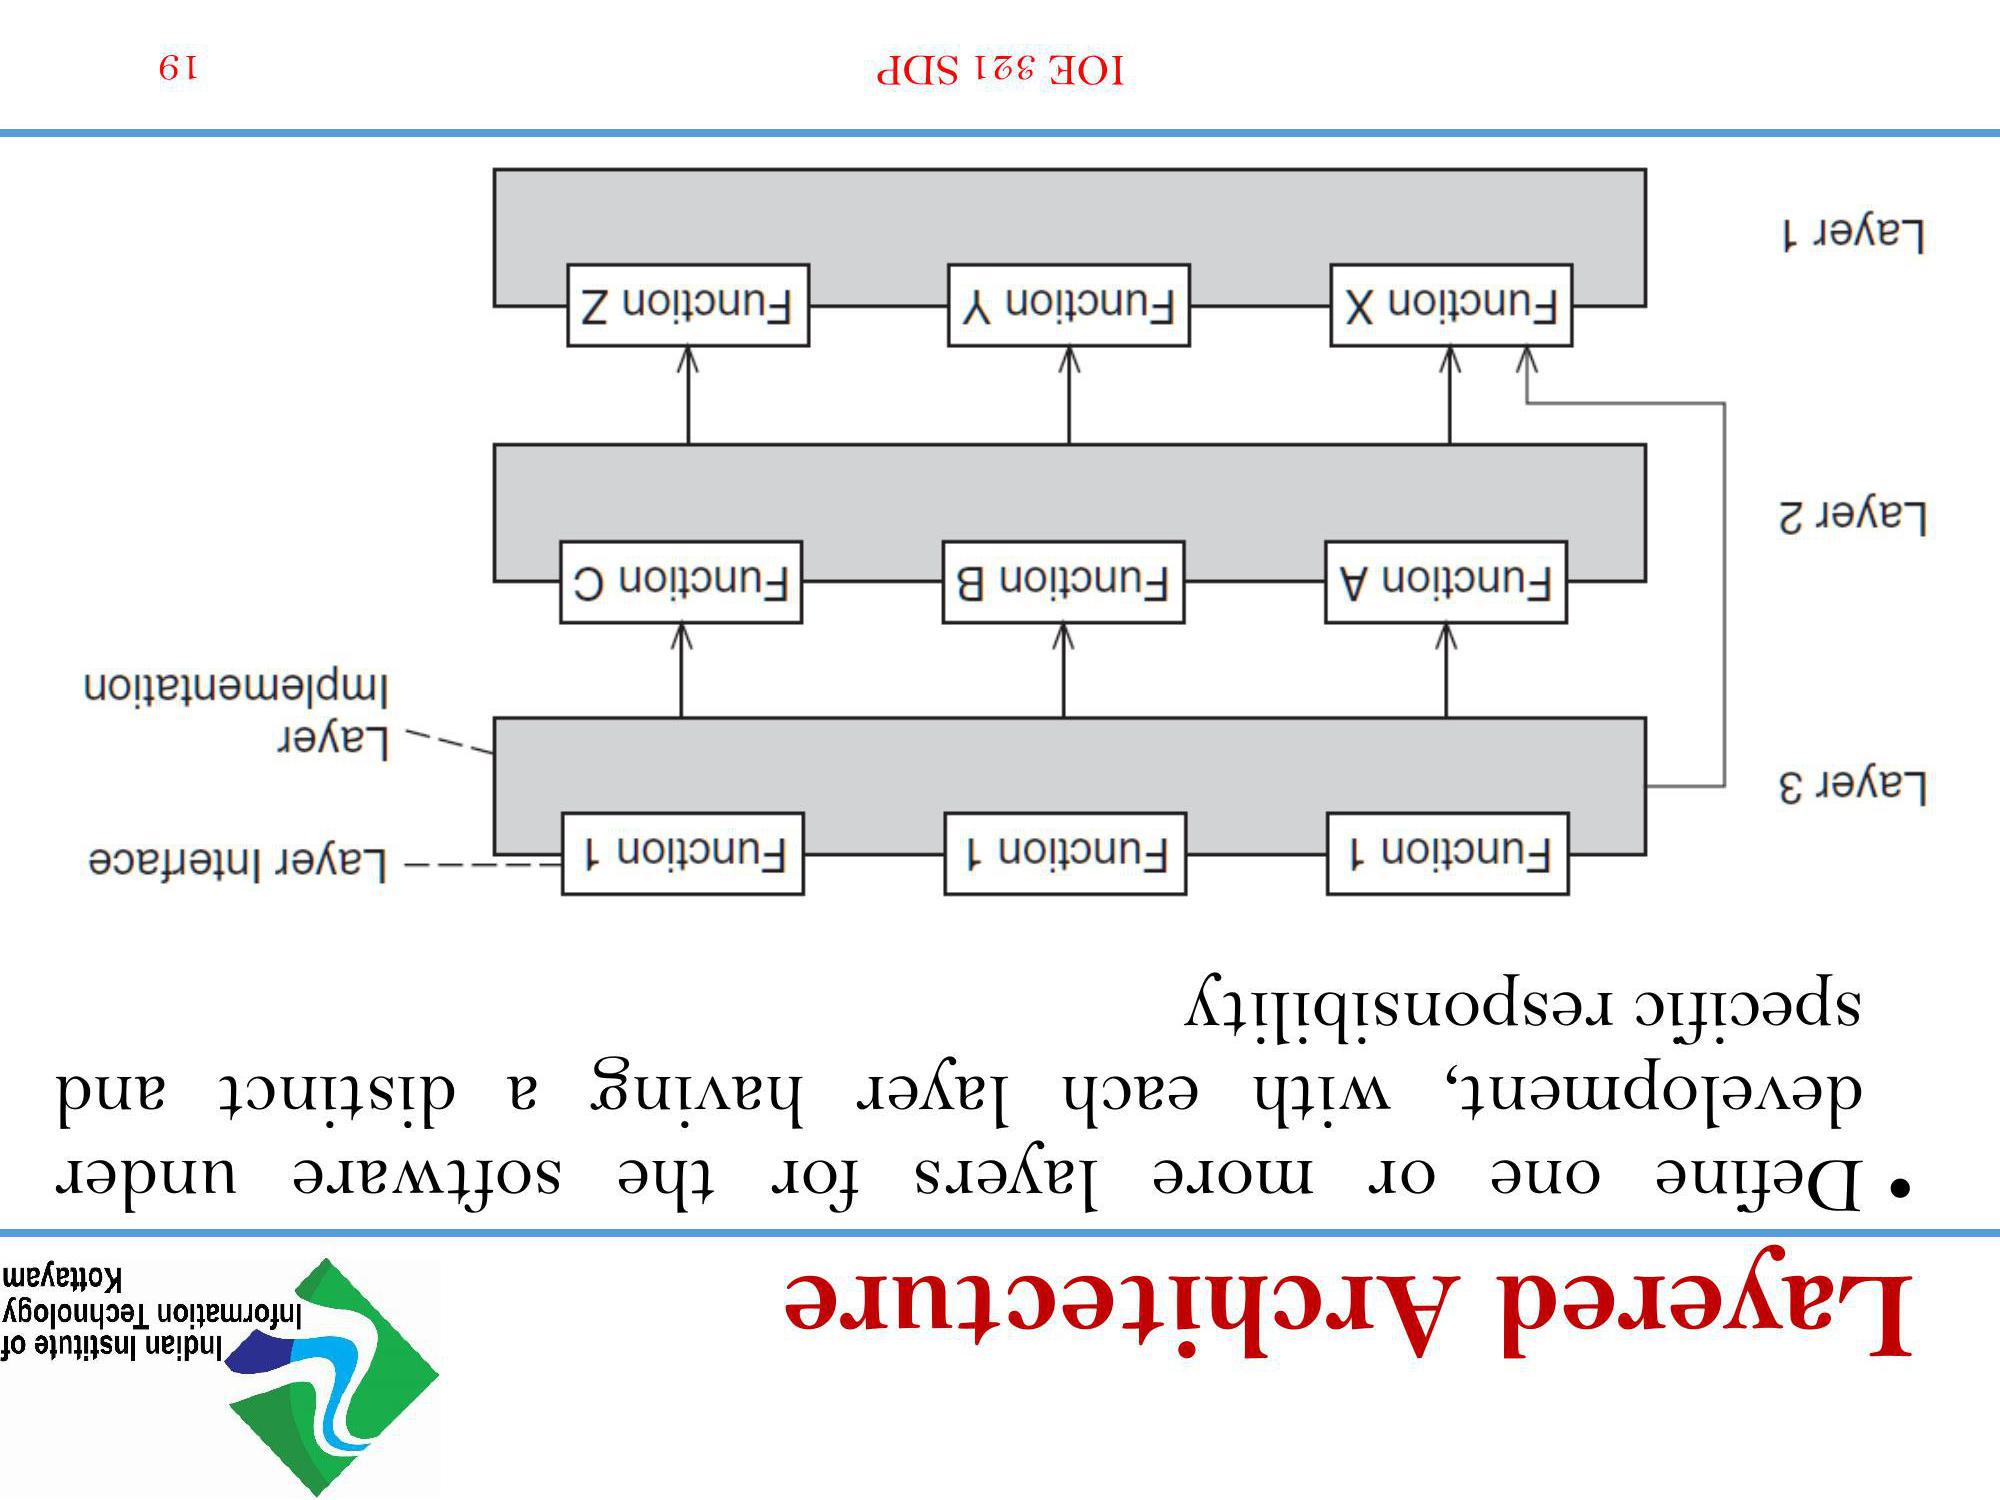 Layered Architecture
Indian Institute of
Information Technology
Kottayam
• Define one or more layers for the software under
development, with each layer having a distinct and
specific responsibility
Layer 3
Function 1
Function 1
Function 1
Layer Interface
Layer
Implementation
Layer 2
Function A
Function B
Function C
Layer 1
Function X
Function Y
Function Z
IOE 321 SDP
19